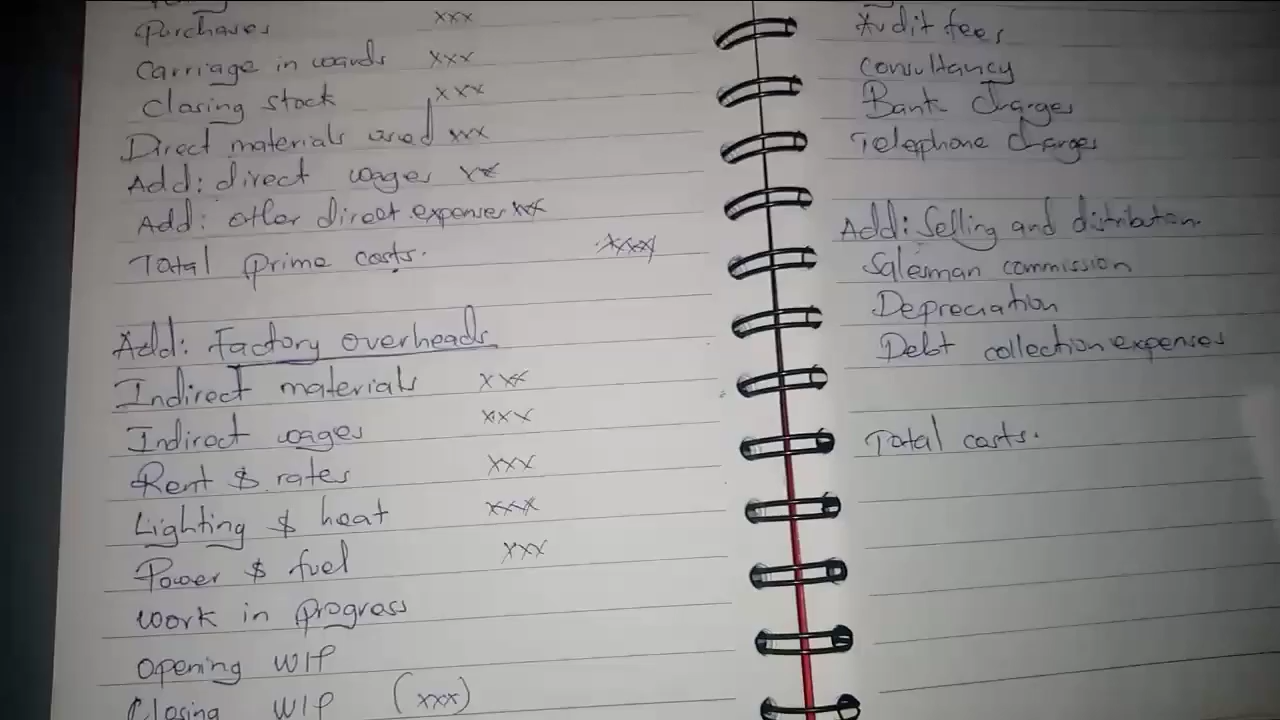 Purchases xxx
Carriage in wards xxx
Closing stock xxx
Direct materials used xxx
Add: direct wages xx
Add: other direct expenses xxx
Total prime costs. xxxx
Add: Factory overheads
Indirect materials xxx
Indirect wages xxx
Rent & rates xxx
Lighting & heat xxx
Power & fuel xxx
Work in progress
Opening WIP
Closing WIP (xxx)
Audit fees
Consultancy
Bank charges
Telephone charges
Add: Selling and distribution
Salesman commission
Depreciation
Debt collection expenses
Total costs.